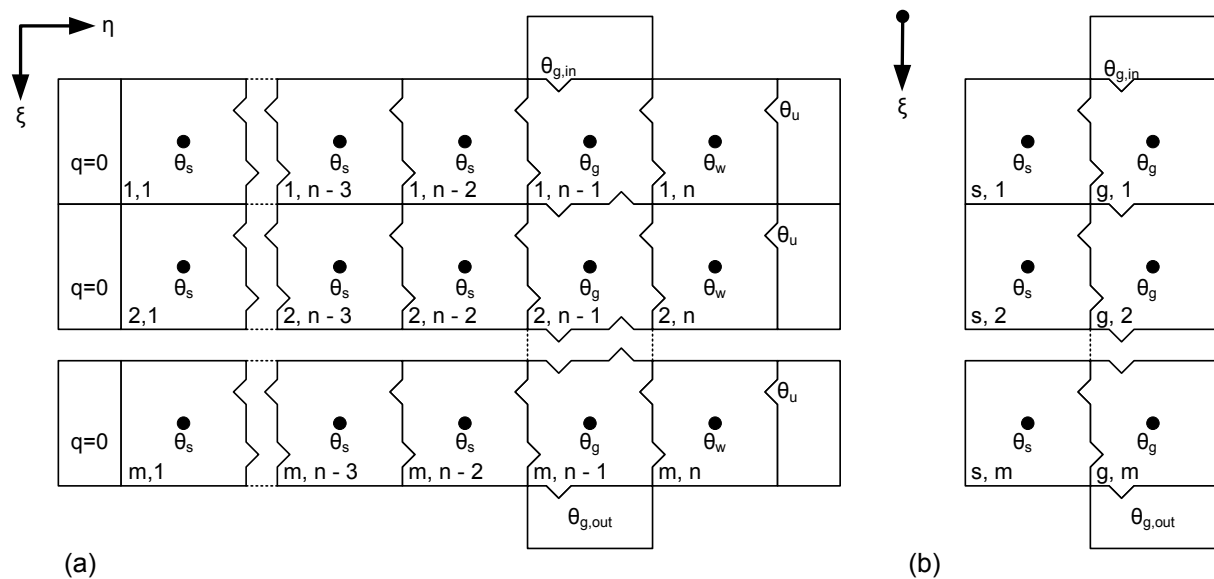 η
ξ
θg,in
θu
q=0
θs
θs
θs
θg
θw
1,1
1, n - 3
1, n - 2
1, n - 1
1, n
θu
q=0
θs
θs
θs
θg
θw
2,1
2, n - 3
2, n - 2
2, n - 1
2, n
θu
q=0
θs
θs
θs
θg
θw
m,1
m, n - 3
m, n - 2
m, n - 1
m, n
θg,out
(a)
ξ
θg,in
θs
θg
s, 1
g, 1
θs
θg
s, 2
g, 2
θs
θg
s, m
g, m
θg,out
(b)